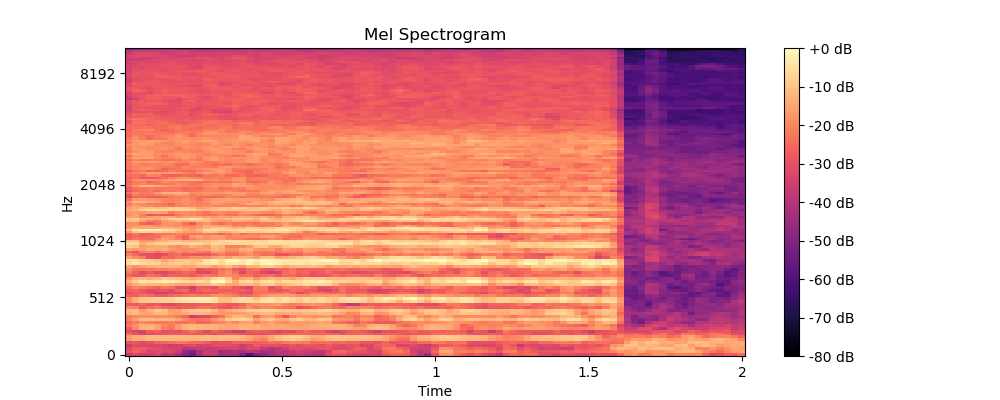 Mel Spectrogram
8192
4096
2048
1024
512
0
Hz
0
0.5
1
1.5
2
Time
+0 dB
-10 dB
-20 dB
-30 dB
-40 dB
-50 dB
-60 dB
-70 dB
-80 dB